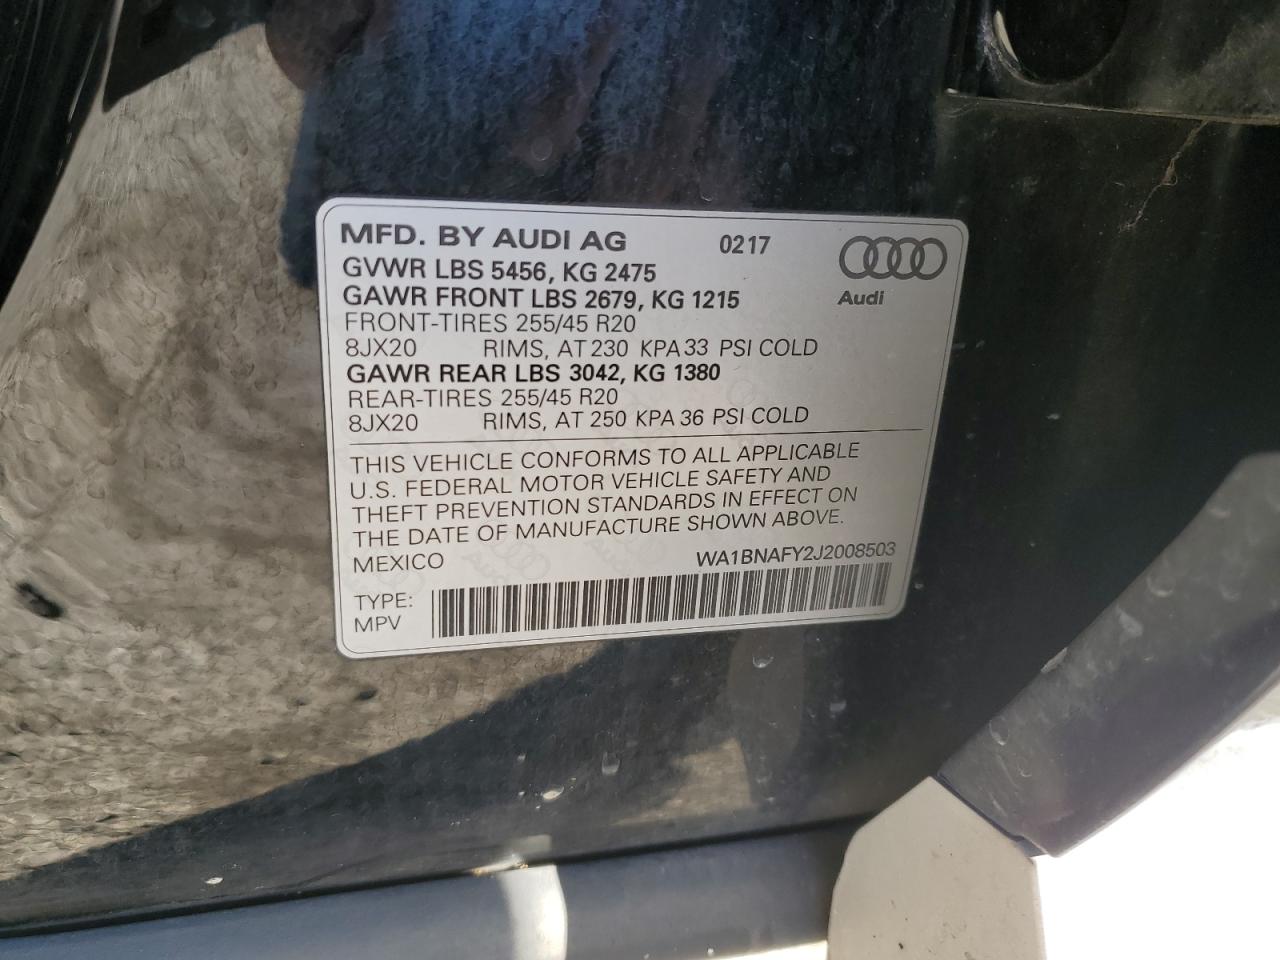 MFD. BY AUDI AG 0217
GVWR LBS 5456, KG 2475
GAWR FRONT LBS 2679, KG 1215 Audi
FRONT-TIRES 255/45 R20
8JX20 RIMS, AT 230 KPA 33 PSI COLD
GAWR REAR LBS 3042, KG 1380
REAR-TIRES 255/45 R20
8JX20 RIMS, AT 250 KPA 36 PSI COLD
THIS VEHICLE CONFORMS TO ALL APPLICABLE
U.S. FEDERAL MOTOR VEHICLE SAFETY AND
THEFT PREVENTION STANDARDS IN EFFECT ON
THE DATE OF MANUFACTURE SHOWN ABOVE.
MEXICO WA1BNAFY2J2008503
TYPE:
MPV